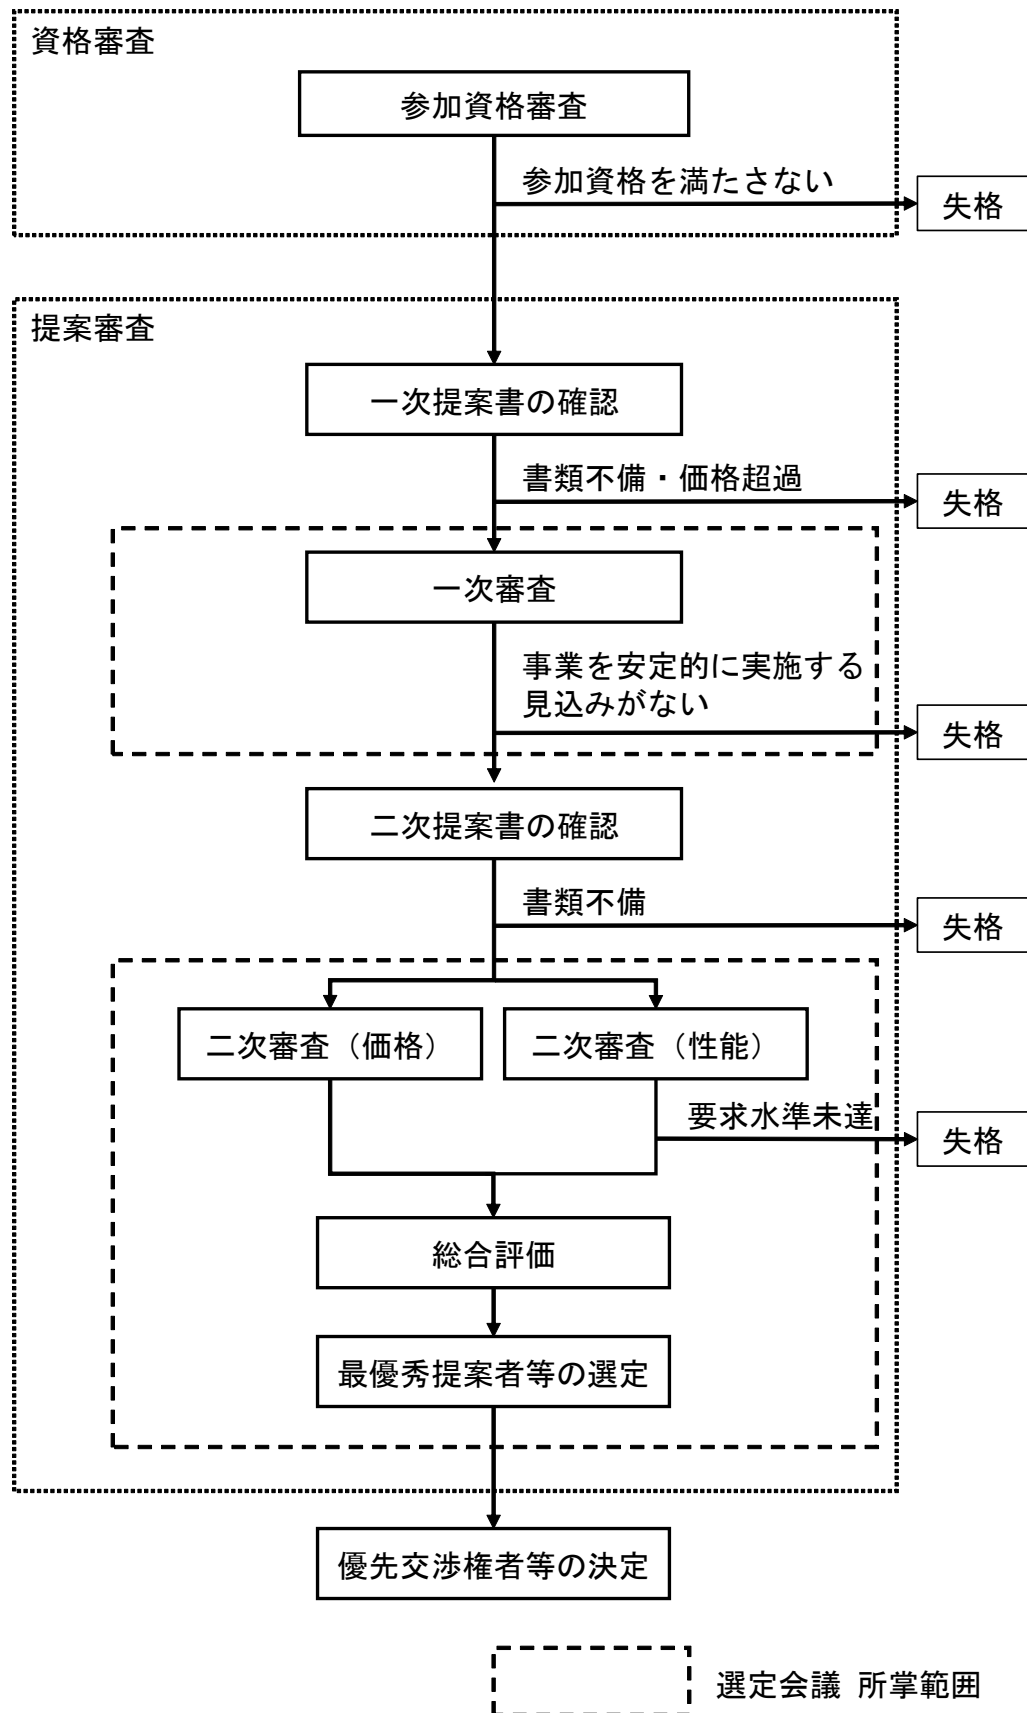 資格審査
参加資格審査
参加資格を満たさない
失格
提案審査
一次提案書の確認
書類不備・価格超過
失格
一次審査
事業を安定的に実施する
見込みがない
失格
二次提案書の確認
書類不備
失格
二次審査（価格）
二次審査（性能）
要求水準未達
失格
総合評価
最優秀提案者等の選定
優先交渉権者等の決定
選定会議 所掌範囲